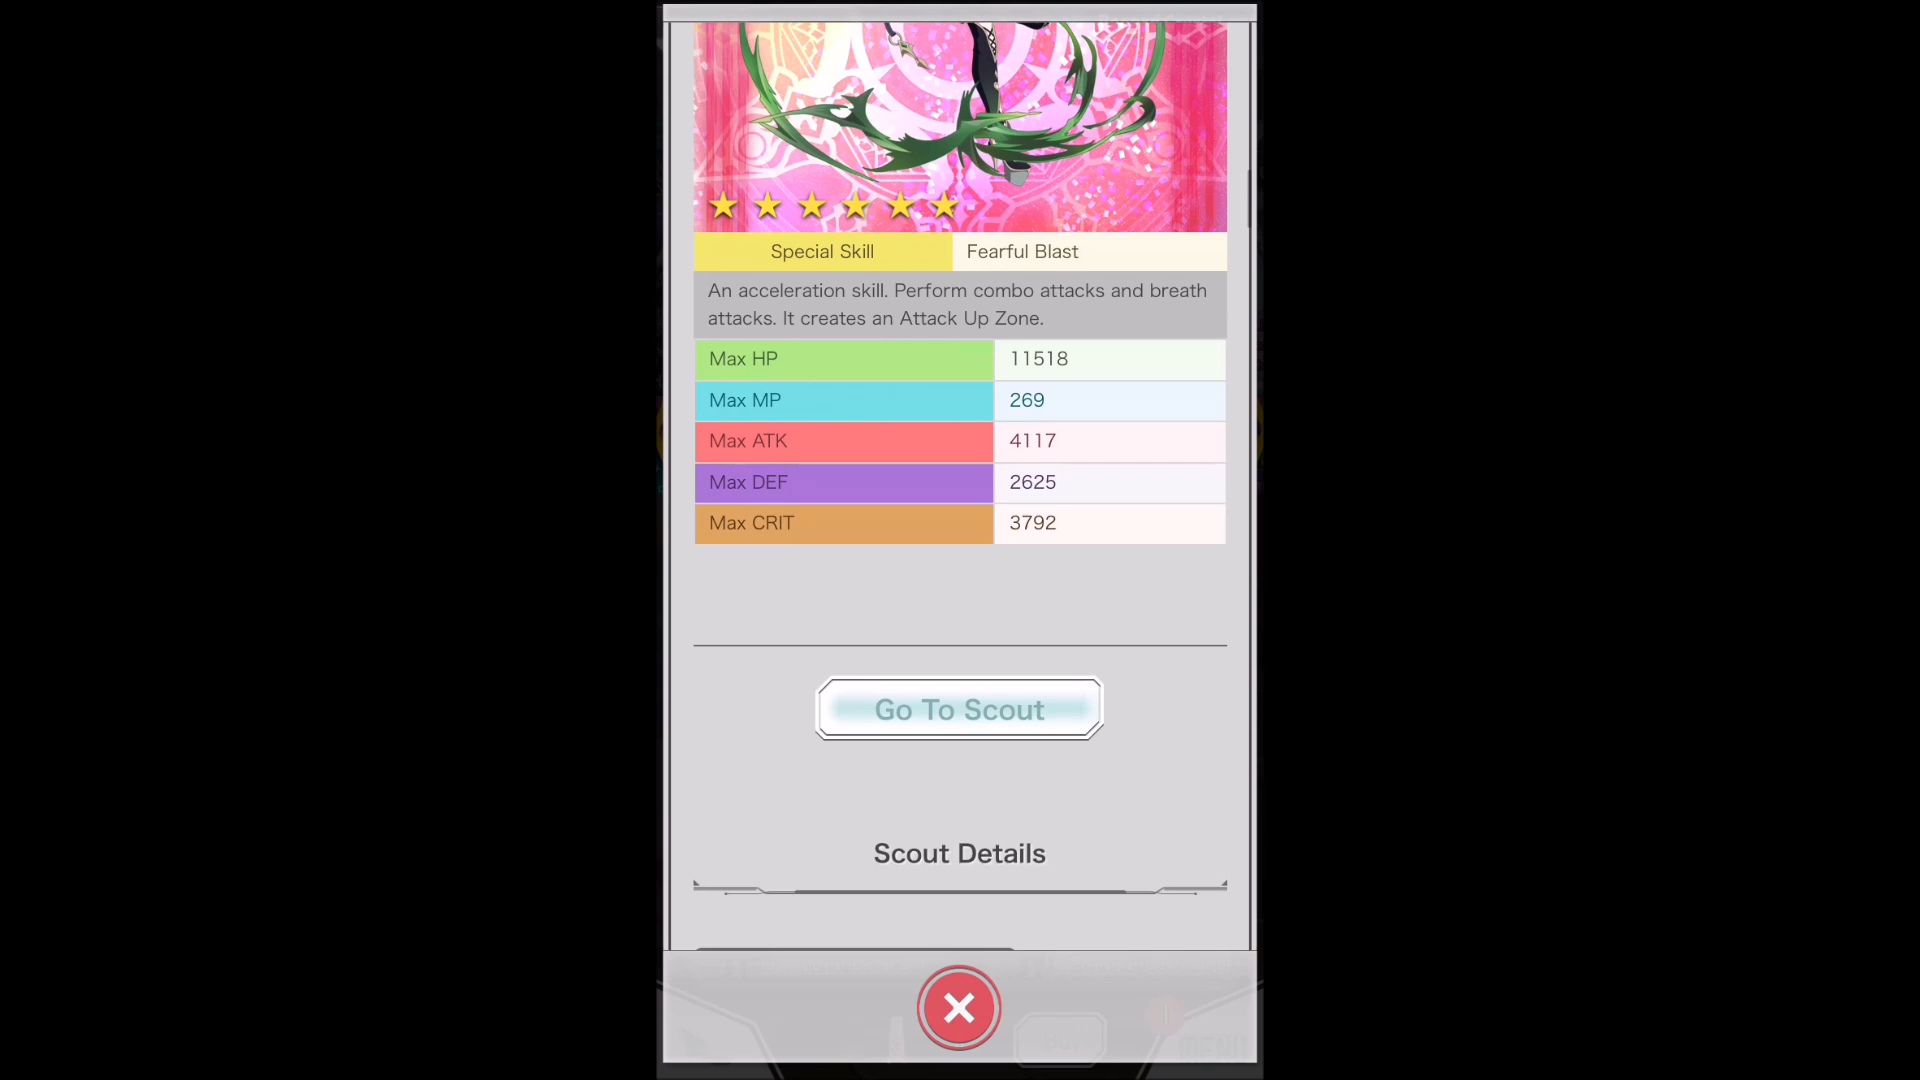 Special Skill
Fearful Blast
An acceleration skill. Perform combo attacks and breath
attacks. It creates an Attack Up Zone.
Max HP 11518
Max MP 269
Max ATK 4117
Max DEF 2625
Max CRIT 3792
Go To Scout
Scout Details
MENU